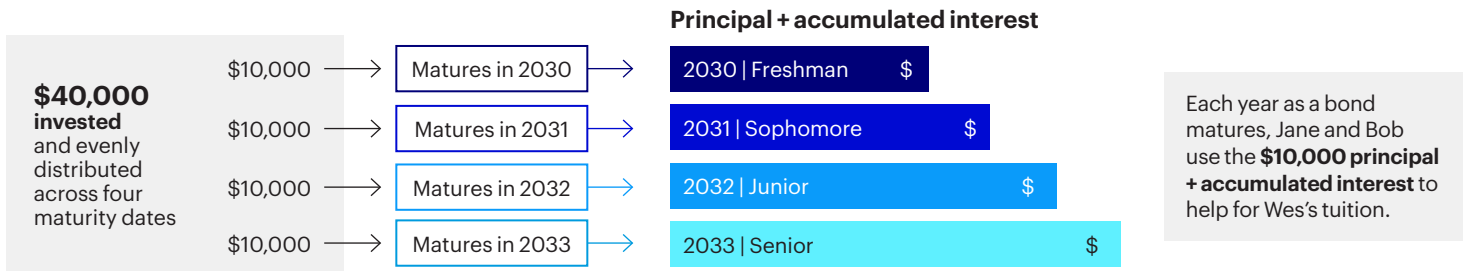 Principal + accumulated interest
$40,000
invested
and evenly
distributed
across four
maturity dates
$10,000 Matures in 2030 2030 | Freshman $
$10,000 Matures in 2031 2031 | Sophomore $
$10,000 Matures in 2032 2032 | Junior $
$10,000 Matures in 2033 2033 | Senior $
Each year as a bond
matures, Jane and Bob
use the $10,000 principal
+ accumulated interest to
help for Wes’s tuition.